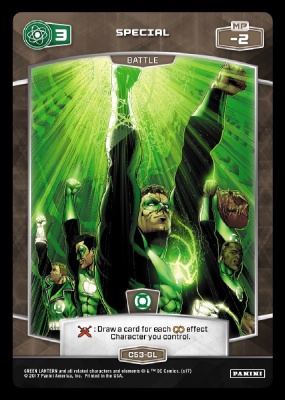 3
SPECIAL
MP
-2
BATTLE
: Draw a card for each effect
Character you control.
C53-GL
GREEN LANTERN and all related characters and elements © & ™ DC Comics. (s17)
© 2017 Panini America, Inc. Printed in the USA.
PANINI